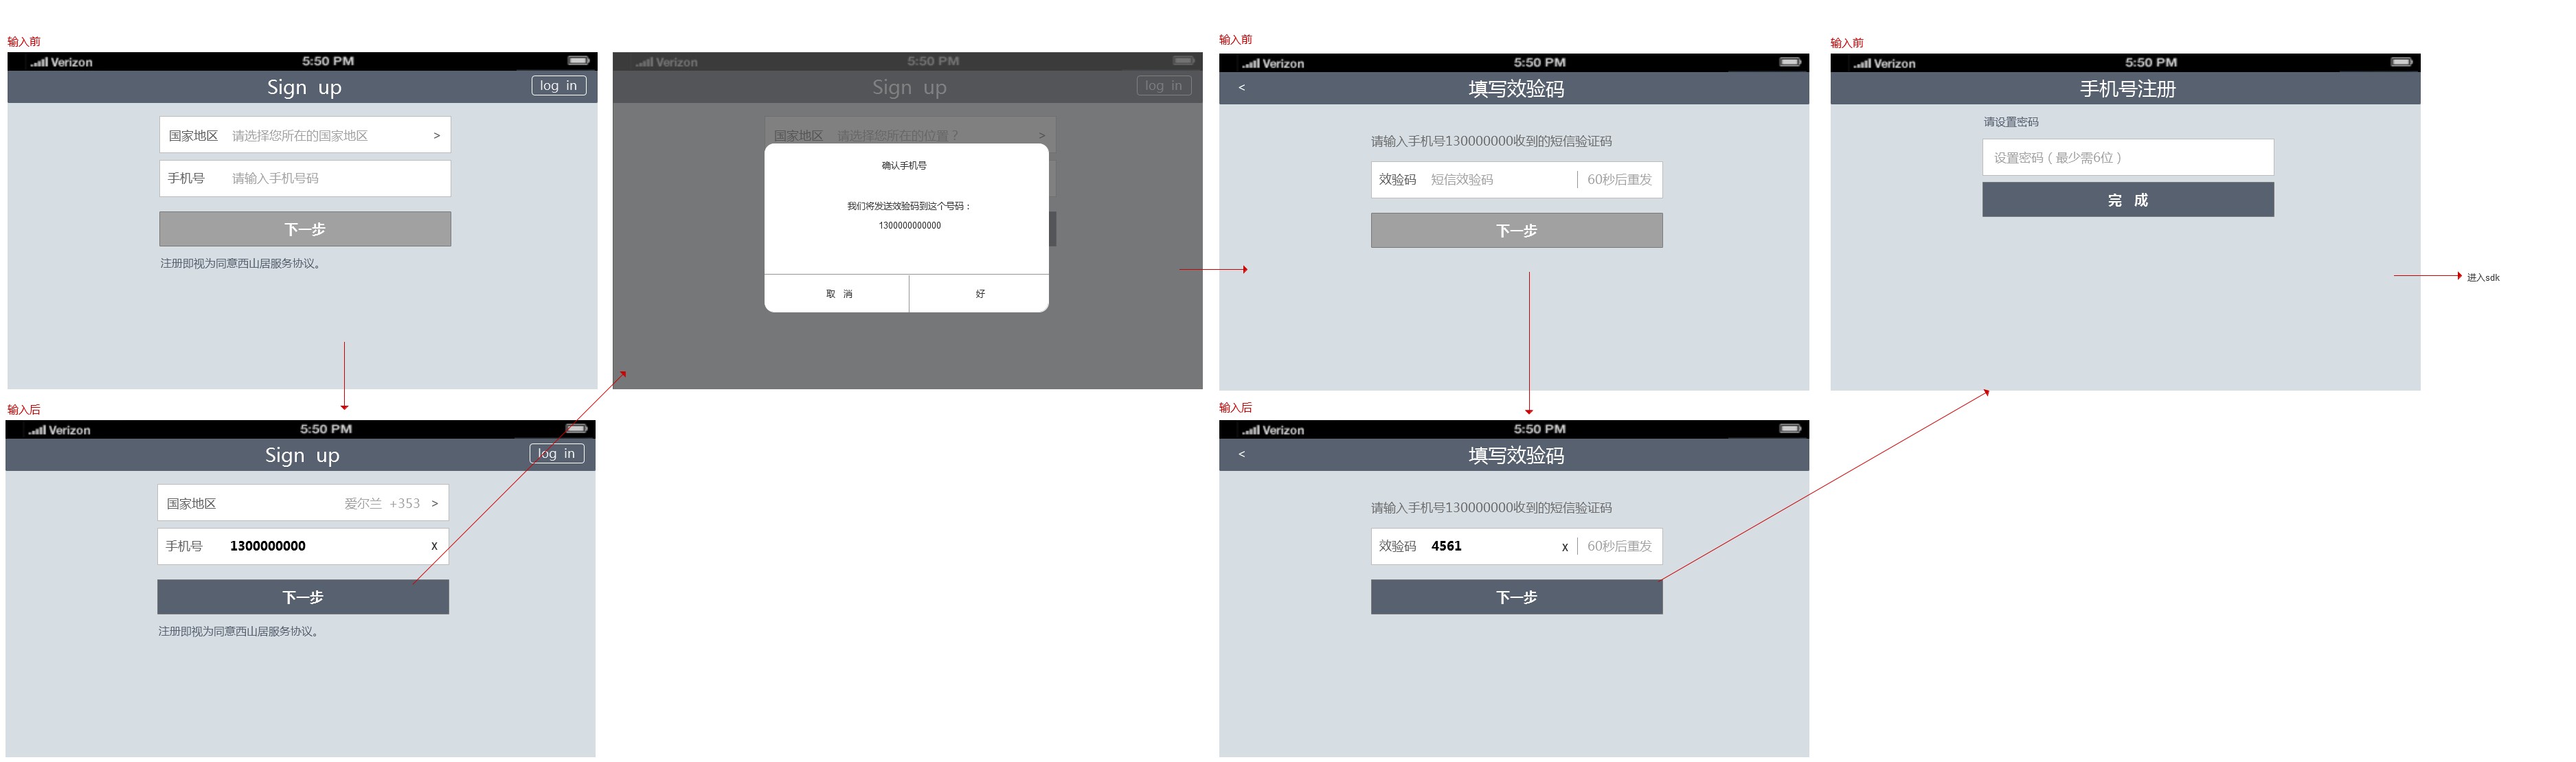 输入前
Verizon 5:50 PM
Sign up log in
国家地区 请选择您所在的国家地区 >
手机号 请输入手机号码
下一步
注册即视为同意西山居服务协议。
输入后
Verizon 5:50 PM
Sign up log in
国家地区 爱尔兰 +353 >
手机号 1300000000 X
下一步
注册即视为同意西山居服务协议。
Verizon 5:50 PM
Sign up log in
国家地区 请选择您所在的位置？ >
确认手机号
我们将发送效验码到这个号码：
1300000000000
取 消 好
输入前
Verizon 5:50 PM
< 填写效验码
请输入手机号130000000收到的短信验证码
效验码 短信效验码 60秒后重发
下一步
输入后
Verizon 5:50 PM
< 填写效验码
请输入手机号130000000收到的短信验证码
效验码 4561 X 60秒后重发
下一步
输入前
Verizon 5:50 PM
手机号注册
请设置密码
设置密码（最少需6位）
完 成
进入sdk